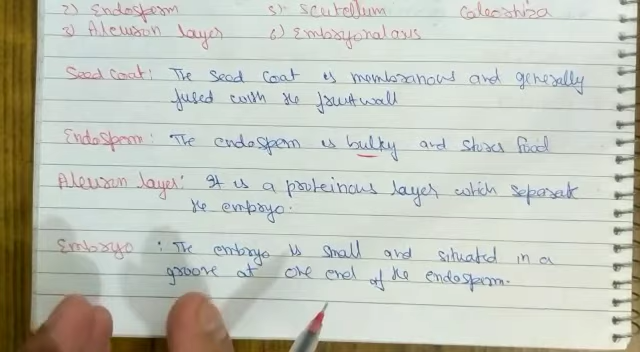 2) Endosperm 5) Scutellum Coleorhiza
3) Aleuron layer 6) Embryonal axis
Seed coat: The seed coat is membranous and generally
fused with the fruitwall
Endosperm: The endosperm is bulky and stores food
Aleuron layer: It is a proteinous layer which separate
the embryo.
Embryo : The embryo is small and situated in a
groove at one end of the endosperm.